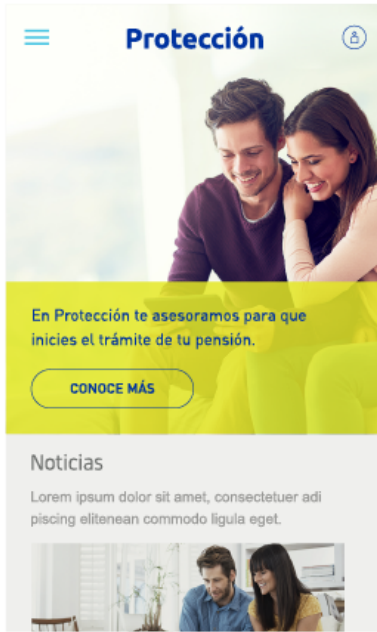 Protección
En Protección te asesoramos para que
inicies el trámite de tu pensión.
CONOCE MÁS
Noticias
Lorem ipsum dolor sit amet, consectetuer adi
piscing elitenean commodo ligula eget.